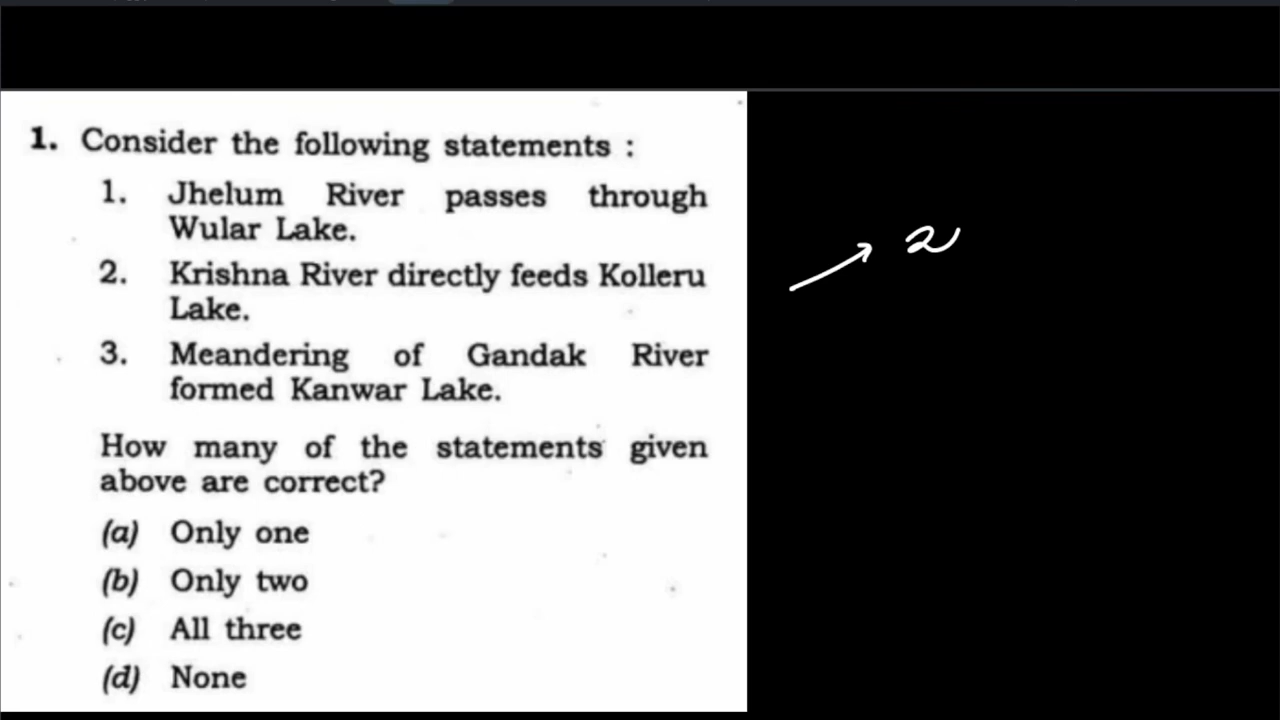 1. Consider the following statements :
1. Jhelum River passes through
Wular Lake.
2. Krishna River directly feeds Kolleru
Lake.
3. Meandering of Gandak River
formed Kanwar Lake.
How many of the statements given
above are correct?
(a) Only one
(b) Only two
(c) All three
(d) None
2